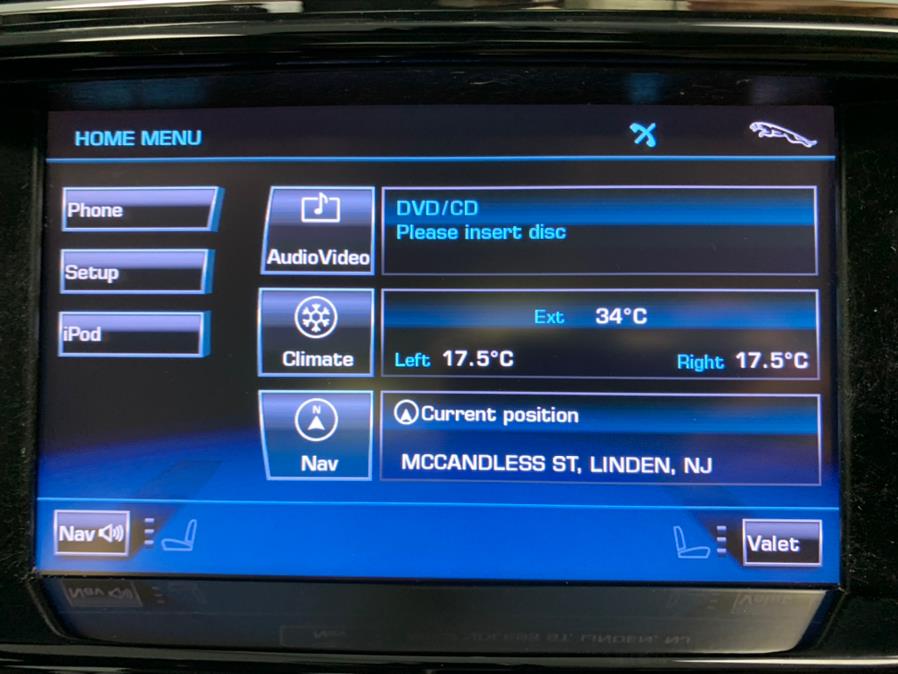 HOME MENU
Phone
Setup
iPod
AudioVideo
DVD/CD
Please insert disc
Climate
Ext 34°C
Left 17.5°C Right 17.5°C
N
Nav
Current position
MCCANDLESS ST, LINDEN, NJ
Nav
Valet